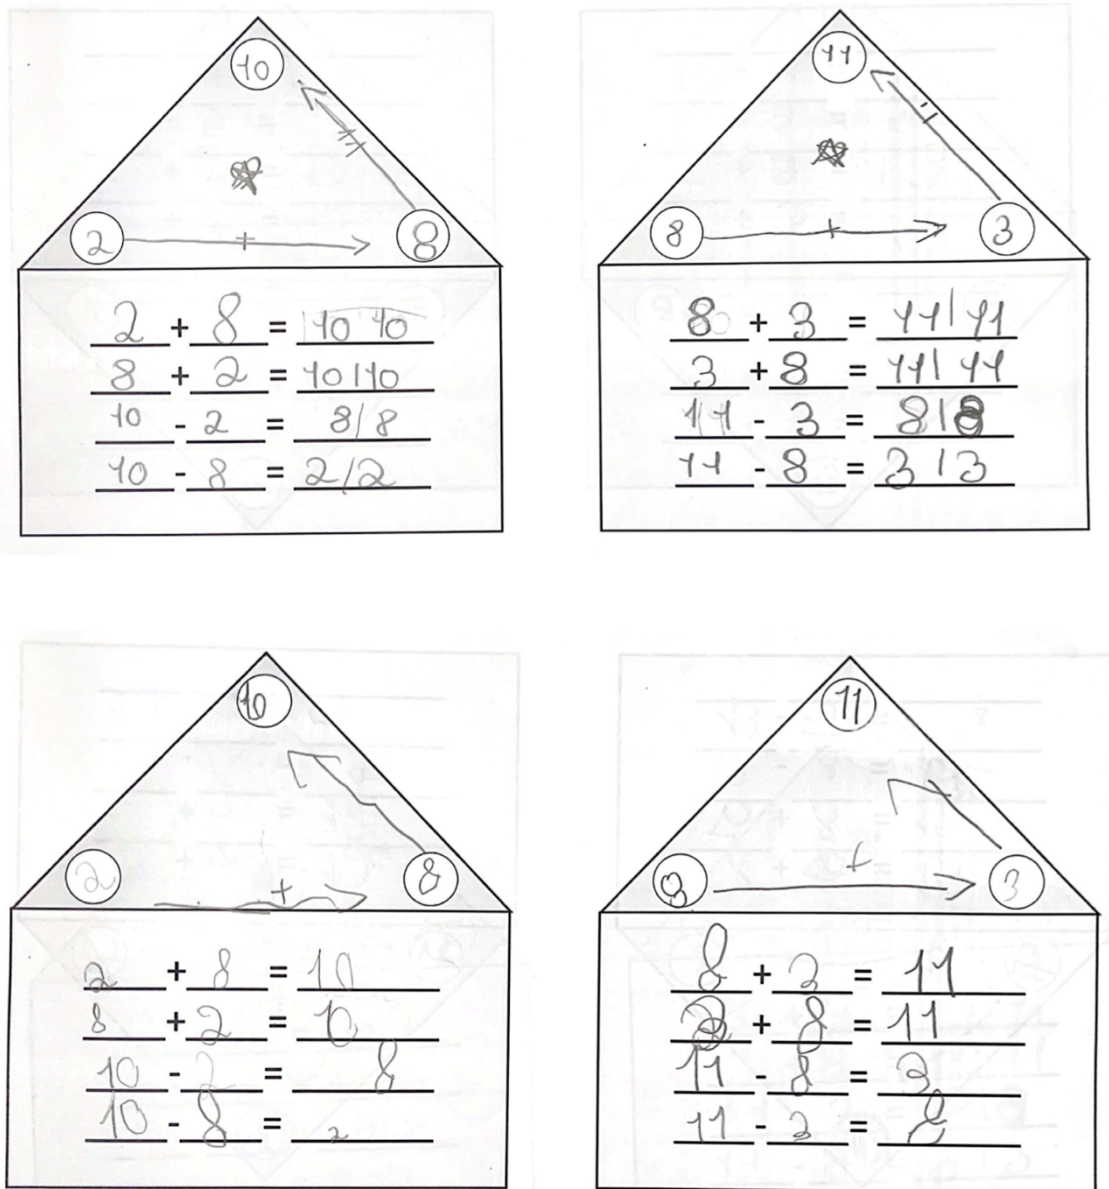 10
2 + 8
2 + 8 = 10 10
8 + 2 = 10|10
10 - 2 = 8/8
10 - 8 = 2/2
11
8 + 3
8 + 3 = 11|11
3 + 8 = 11|11
11 - 3 = 8|8
11 - 8 = 3|3
10
2 + 8
2 + 8 = 10
8 + 2 = 10
10 - 2 = 8
10 - 8 = 2
11
8 + 3
8 + 3 = 11
3 + 8 = 11
11 - 8 = 3
11 - 3 = 8